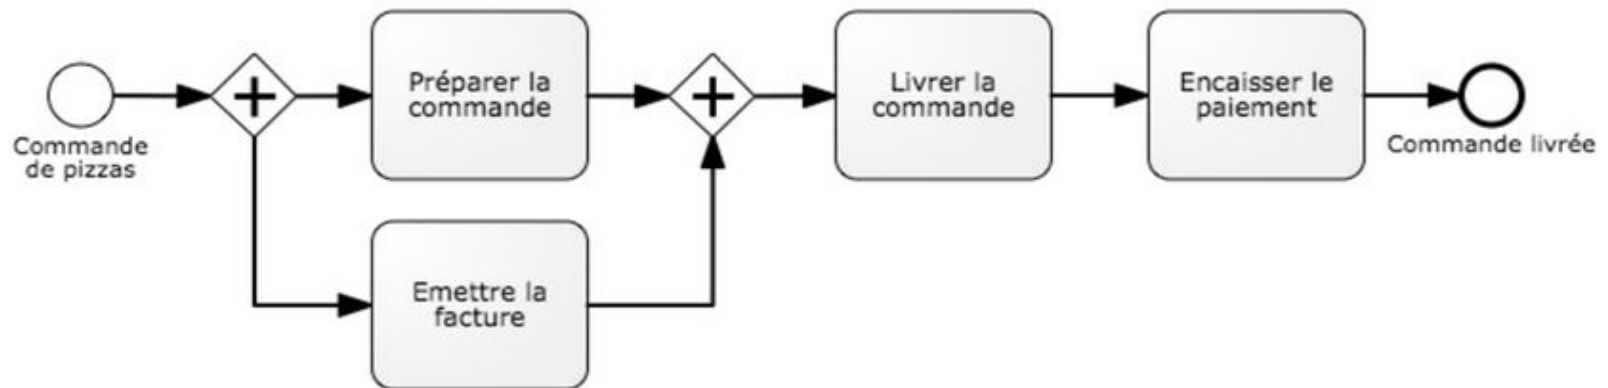 Commande
de pizzas
Préparer la
commande
Emettre la
facture
Livrer la
commande
Encaisser le
paiement
Commande livrée